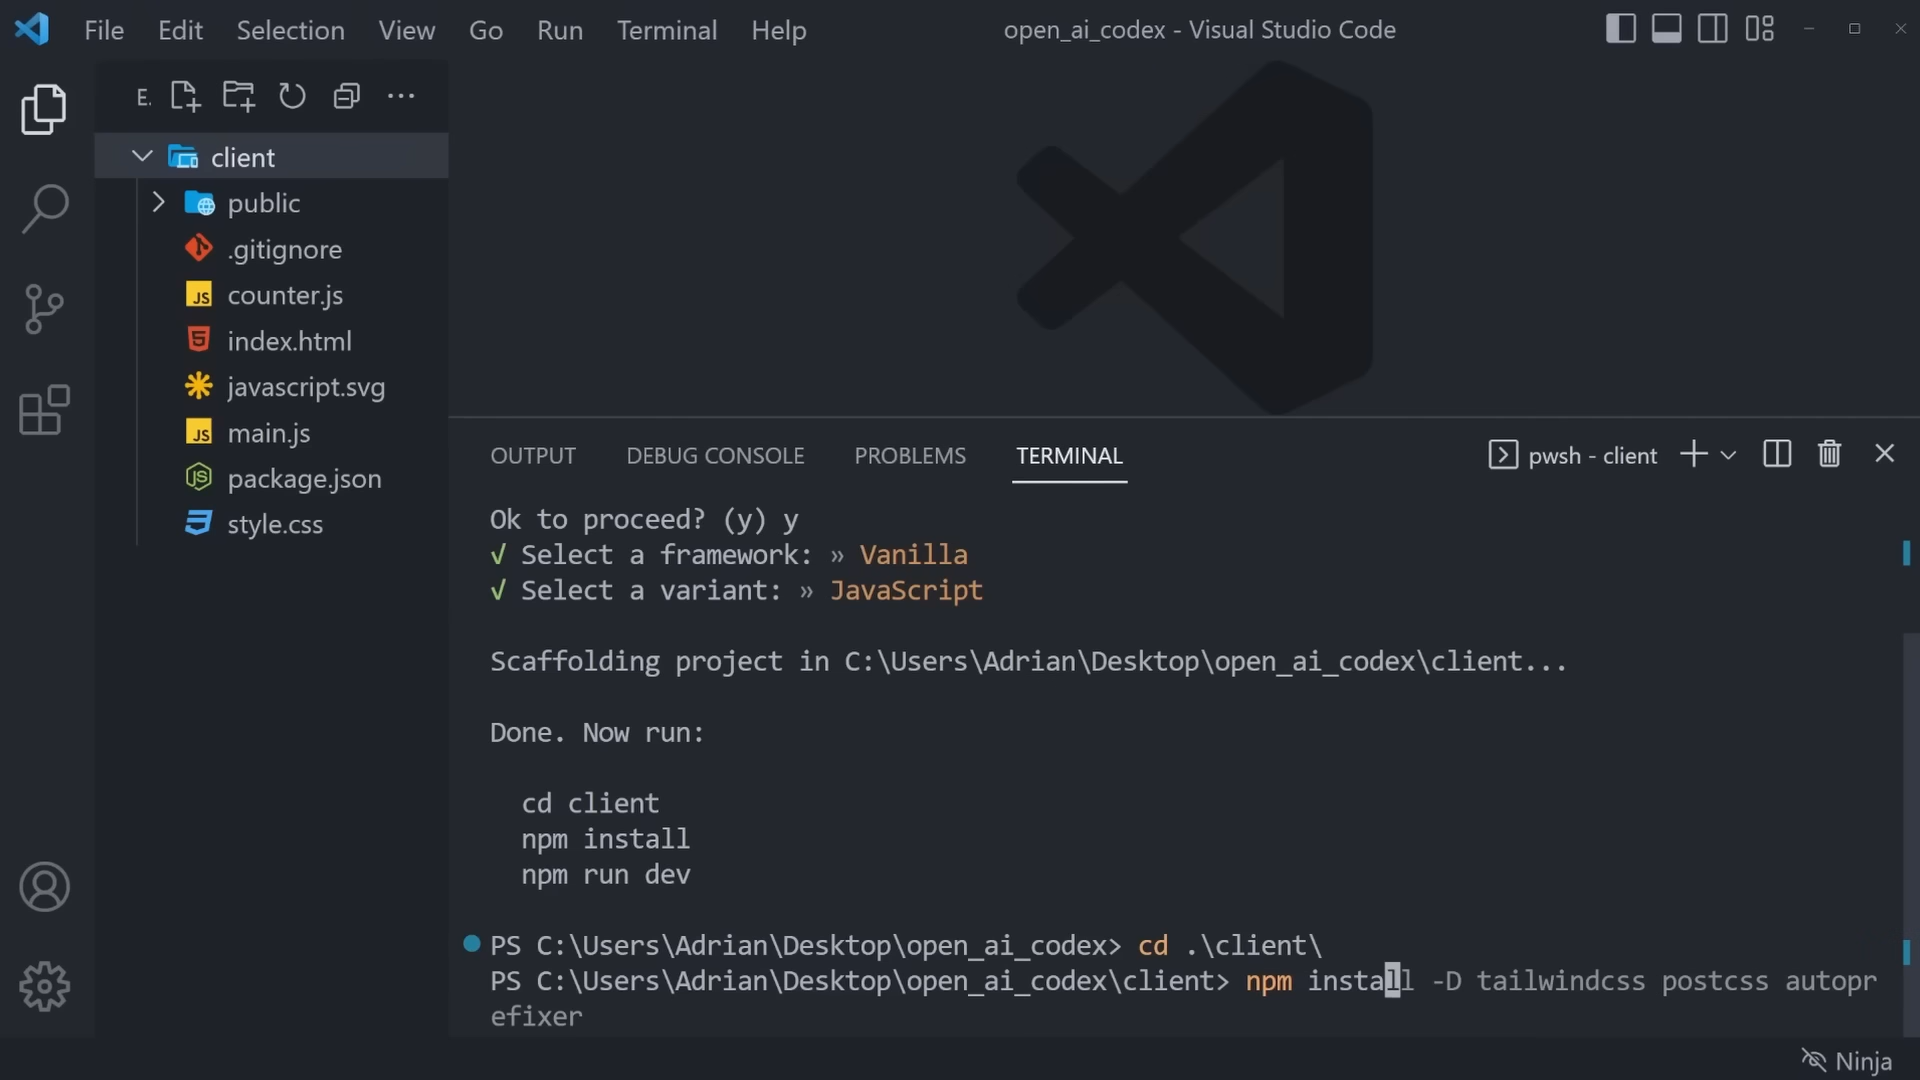 File Edit Selection View Go Run Terminal Help open_ai_codex - Visual Studio Code
E.
client
public
.gitignore
counter.js
index.html
javascript.svg
main.js
package.json
style.css
OUTPUT DEBUG CONSOLE PROBLEMS TERMINAL pwsh - client
Ok to proceed? (y) y
√ Select a framework: » Vanilla
√ Select a variant: » JavaScript
Scaffolding project in C:\Users\Adrian\Desktop\open_ai_codex\client...
Done. Now run:
cd client
npm install
npm run dev
PS C:\Users\Adrian\Desktop\open_ai_codex> cd .\client\
PS C:\Users\Adrian\Desktop\open_ai_codex\client> npm install -D tailwindcss postcss autopr
efixer
Ninja